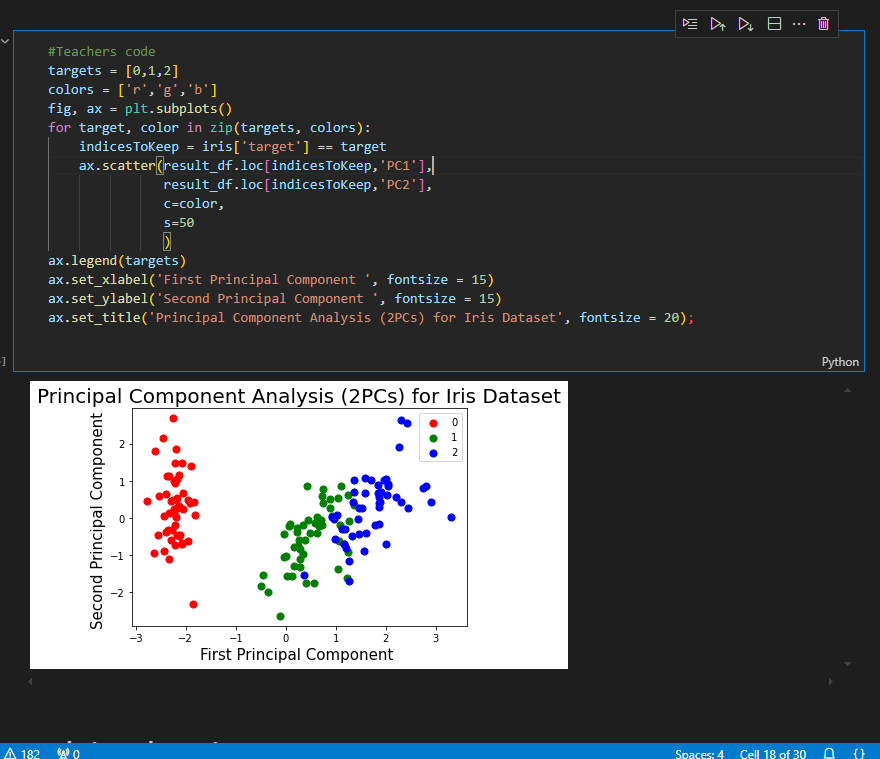 #Teachers code
targets = [0,1,2]
colors = ['r','g','b']
fig, ax = plt.subplots()
for target, color in zip(targets, colors):
    indicesToKeep = iris['target'] == target
    ax.scatter(result_df.loc[indicesToKeep,'PC1'],
               result_df.loc[indicesToKeep,'PC2'],
               c=color,
               s=50
               )
ax.legend(targets)
ax.set_xlabel('First Principal Component ', fontsize = 15)
ax.set_ylabel('Second Principal Component ', fontsize = 15)
ax.set_title('Principal Component Analysis (2PCs) for Iris Dataset', fontsize = 20);
Python
Principal Component Analysis (2PCs) for Iris Dataset
Second Principal Component
2
1
0
−1
−2
0
1
2
−3 −2 −1 0 1 2 3
First Principal Component
182 0 Spaces: 4 Cell 18 of 30 {}